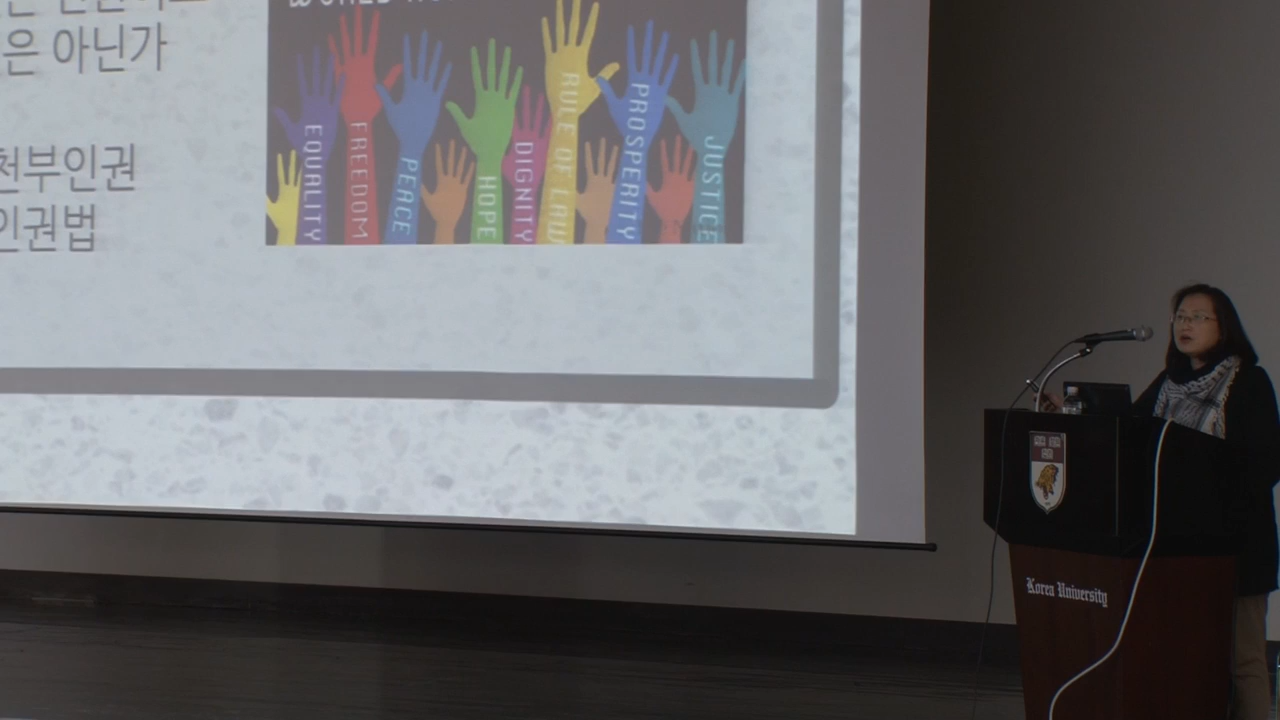 은 아닌가
천부인권
인권법
EQUALITY
FREEDOM
PEACE
HOPE
DIGNITY
RULE OF LAW
PROSPERITY
JUSTICE
Korea University